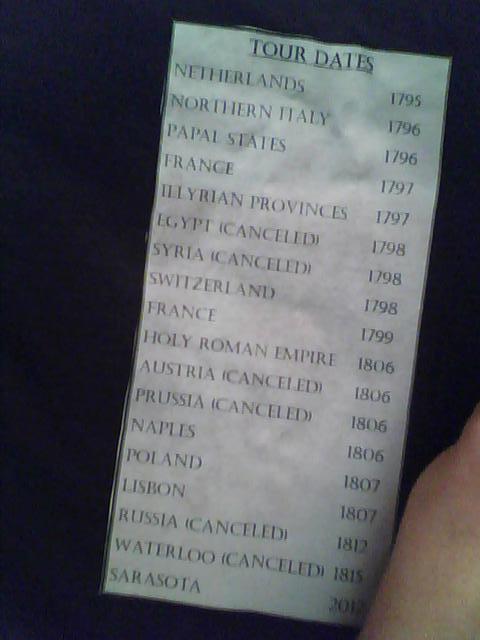 TOUR DATES
NETHERLANDS 1795
NORTHERN ITALY 1796
PAPAL STATES 1796
FRANCE 1797
ILLYRIAN PROVINCES 1797
EGYPT (CANCELED) 1798
SYRIA (CANCELED) 1798
SWITZERLAND 1798
FRANCE 1799
HOLY ROMAN EMPIRE 1806
AUSTRIA (CANCELED) 1806
PRUSSIA (CANCELED) 1806
NAPLES 1806
POLAND 1807
LISBON 1807
RUSSIA (CANCELED) 1812
WATERLOO (CANCELED) 1815
SARASOTA 2012